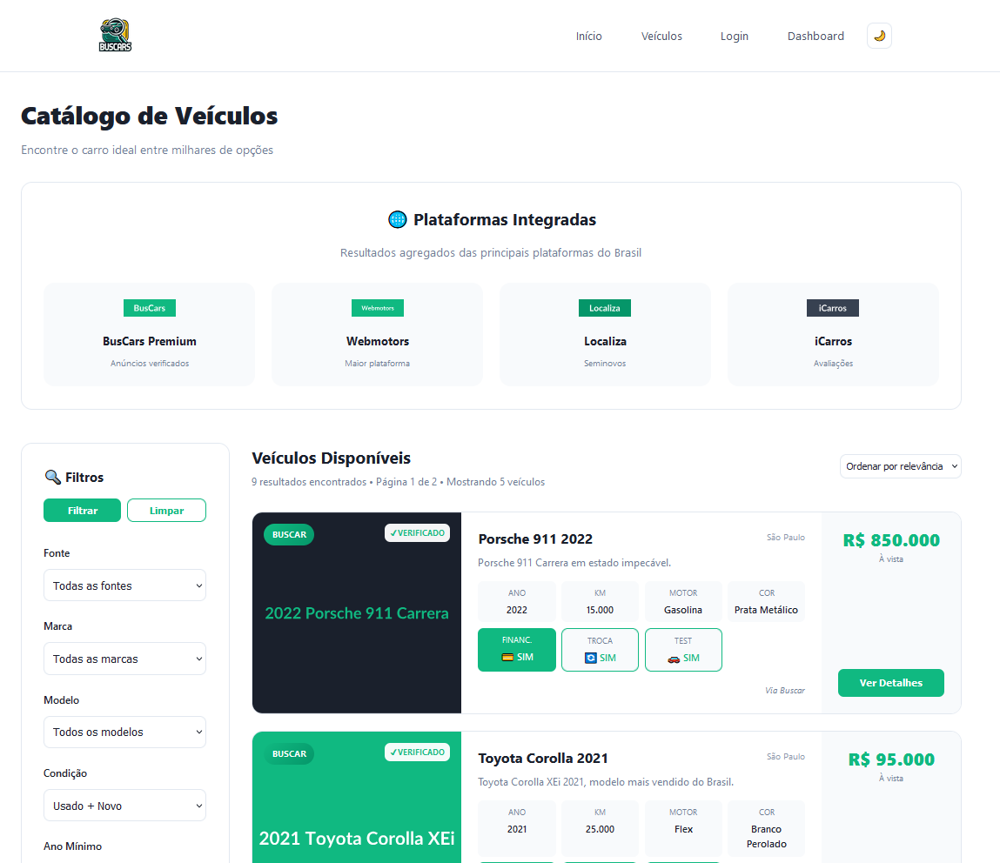 BUSCARS
Início Veículos Login Dashboard
Catálogo de Veículos
Encontre o carro ideal entre milhares de opções
Plataformas Integradas
Resultados agregados das principais plataformas do Brasil
BusCars
BusCars Premium
Anúncios verificados
Webmotors
Webmotors
Maior plataforma
Localiza
Localiza
Seminovos
iCarros
iCarros
Avaliações
Filtros
Filtrar Limpar
Fonte
Todas as fontes
Marca
Todas as marcas
Modelo
Todos os modelos
Condição
Usado + Novo
Ano Mínimo
Veículos Disponíveis
9 resultados encontrados • Página 1 de 2 • Mostrando 5 veículos
Ordenar por relevância
BUSCAR
✓VERIFICADO
2022 Porsche 911 Carrera
Porsche 911 2022
São Paulo
Porsche 911 Carrera em estado impecável.
ANO
2022
KM
15.000
MOTOR
Gasolina
COR
Prata Metálico
FINANC.
SIM
TROCA
SIM
TEST
SIM
Via Buscar
R$ 850.000
À vista
Ver Detalhes
BUSCAR
✓VERIFICADO
2021 Toyota Corolla XEi
Toyota Corolla 2021
São Paulo
Toyota Corolla XEi 2021, modelo mais vendido do Brasil.
ANO
2021
KM
25.000
MOTOR
Flex
COR
Branco
Perolado
R$ 95.000
À vista